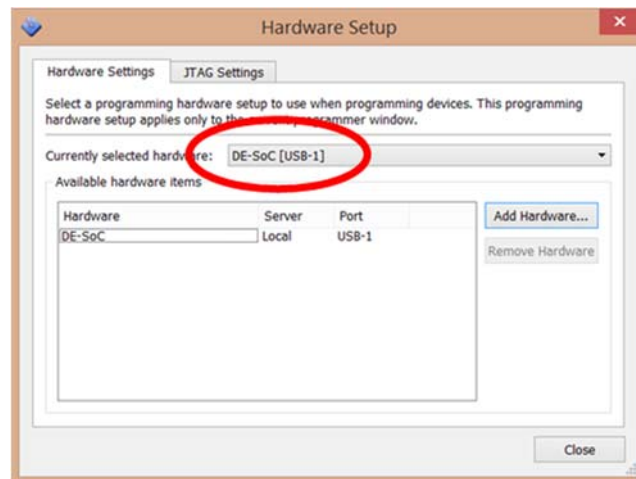 Hardware Setup
Hardware Settings JTAG Settings
Select a programming hardware setup to use when programming devices. This programming
hardware setup applies only to the current programmer window.
Currently selected hardware: DE-SoC [USB-1]
Available hardware items
Hardware Server Port
DE-SoC Local USB-1
Add Hardware...
Remove Hardware
Close